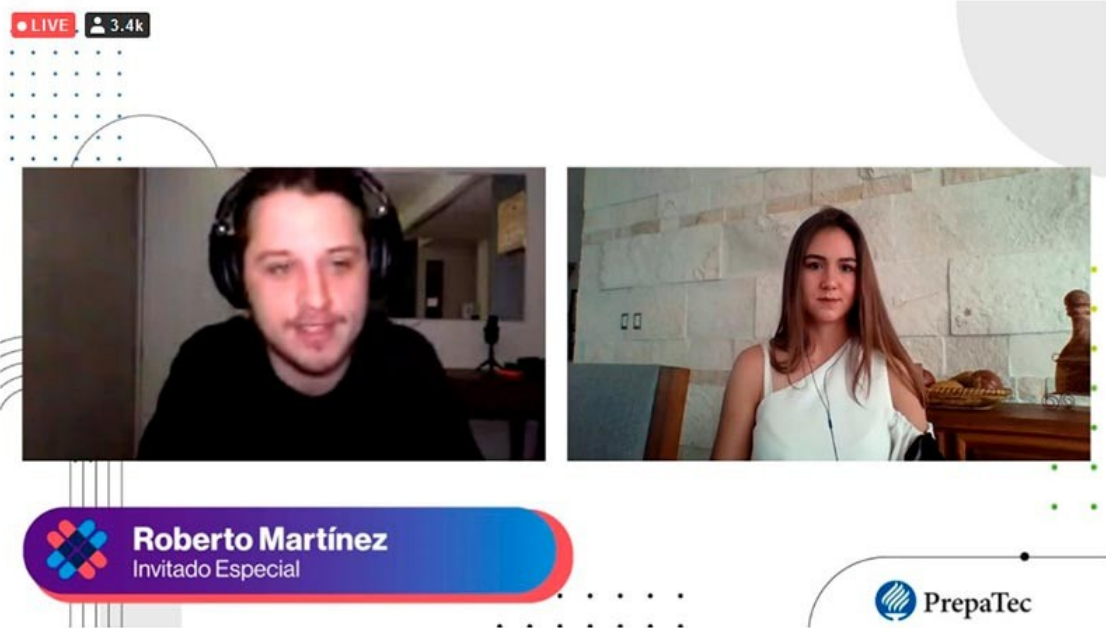 LIVE
3.4k
Roberto Martínez
Invitado Especial
PrepaTec